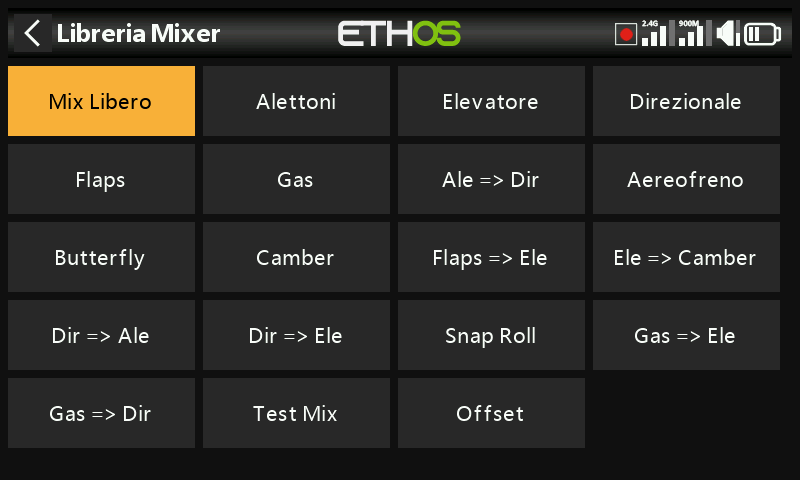 Libreria Mixer
ETHOS
2.4G
900M
Mix Libero
Alettoni
Elevatore
Direzionale
Flaps
Gas
Ale => Dir
Aereofreno
Butterfly
Camber
Flaps => Ele
Ele => Camber
Dir => Ale
Dir => Ele
Snap Roll
Gas => Ele
Gas => Dir
Test Mix
Offset